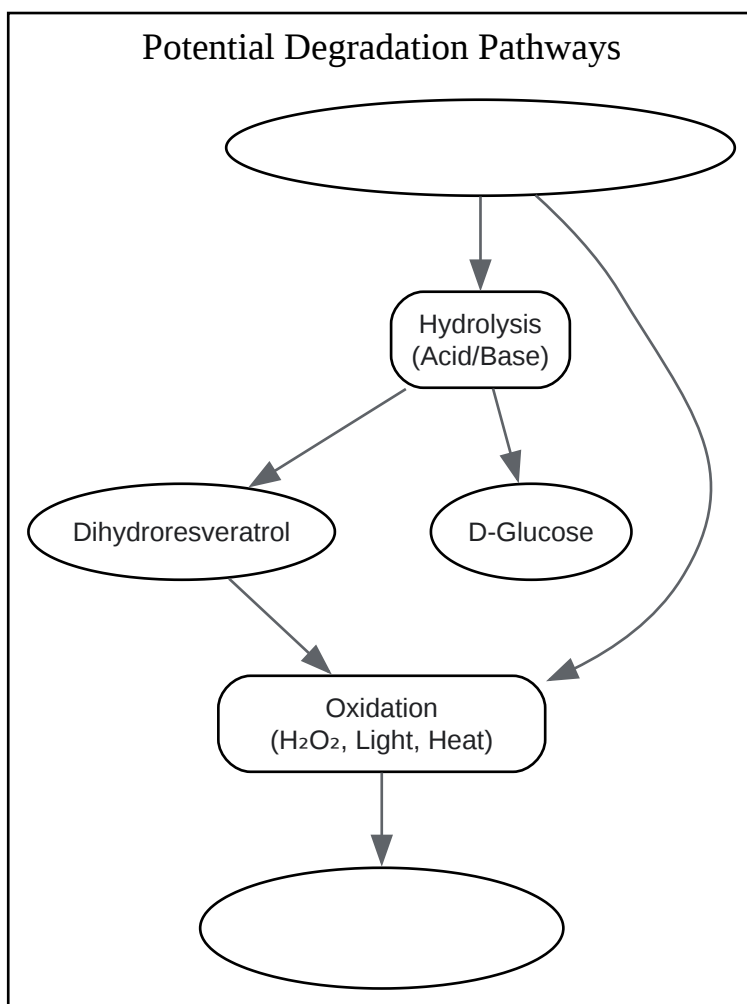 Potential Degradation Pathways
Hydrolysis
(Acid/Base)
Dihydroresveratrol
D-Glucose
Oxidation
(H₂O₂, Light, Heat)